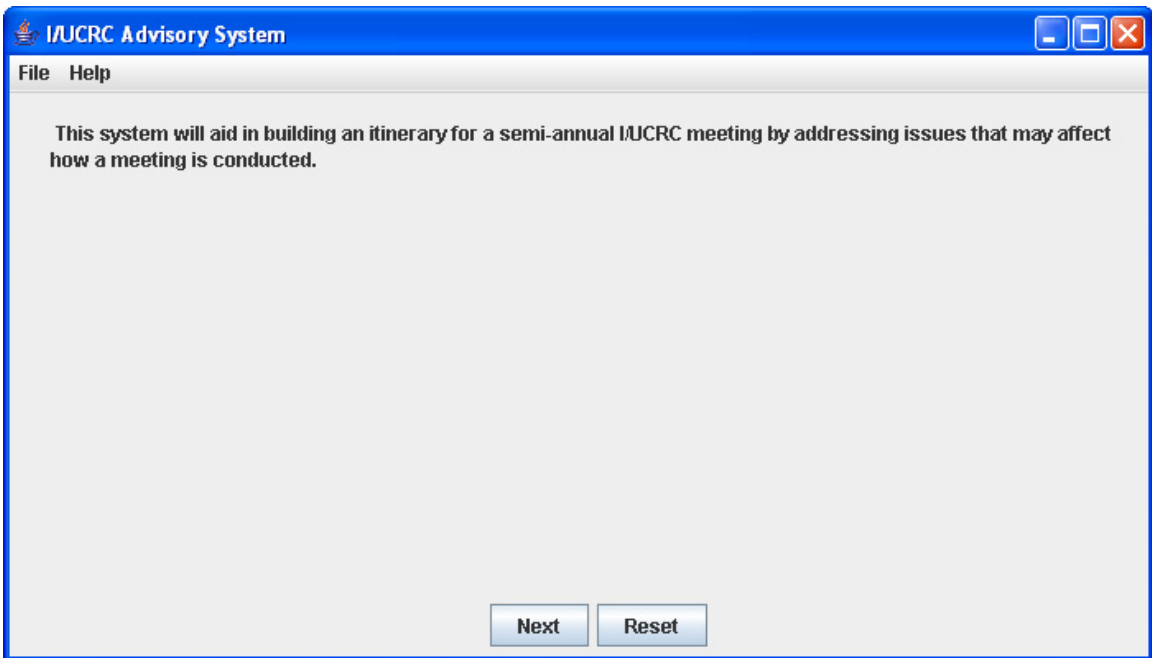 I/UCRC Advisory System
File Help
This system will aid in building an itinerary for a semi-annual I/UCRC meeting by addressing issues that may affect
how a meeting is conducted.
Next Reset